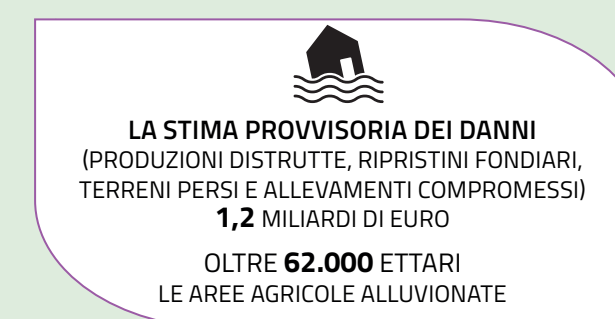 LA STIMA PROVVISORIA DEI DANNI
(PRODUZIONI DISTRUTTE, RIPRISTINI FONDIARI,
TERRENI PERSI E ALLEVAMENTI COMPROMESSI)
1,2 MILIARDI DI EURO
OLTRE 62.000 ETTARI
LE AREE AGRICOLE ALLUVIONATE